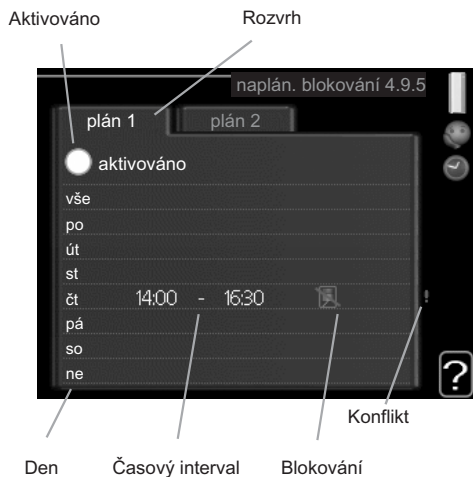 Aktivováno Rozvrh
naplán. blokování 4.9.5
plán 1 plán 2
aktivováno
vše
po
út
st
čt 14:00 - 16:30 !
pá
so
ne
?
Konflikt
Den Časový interval Blokování